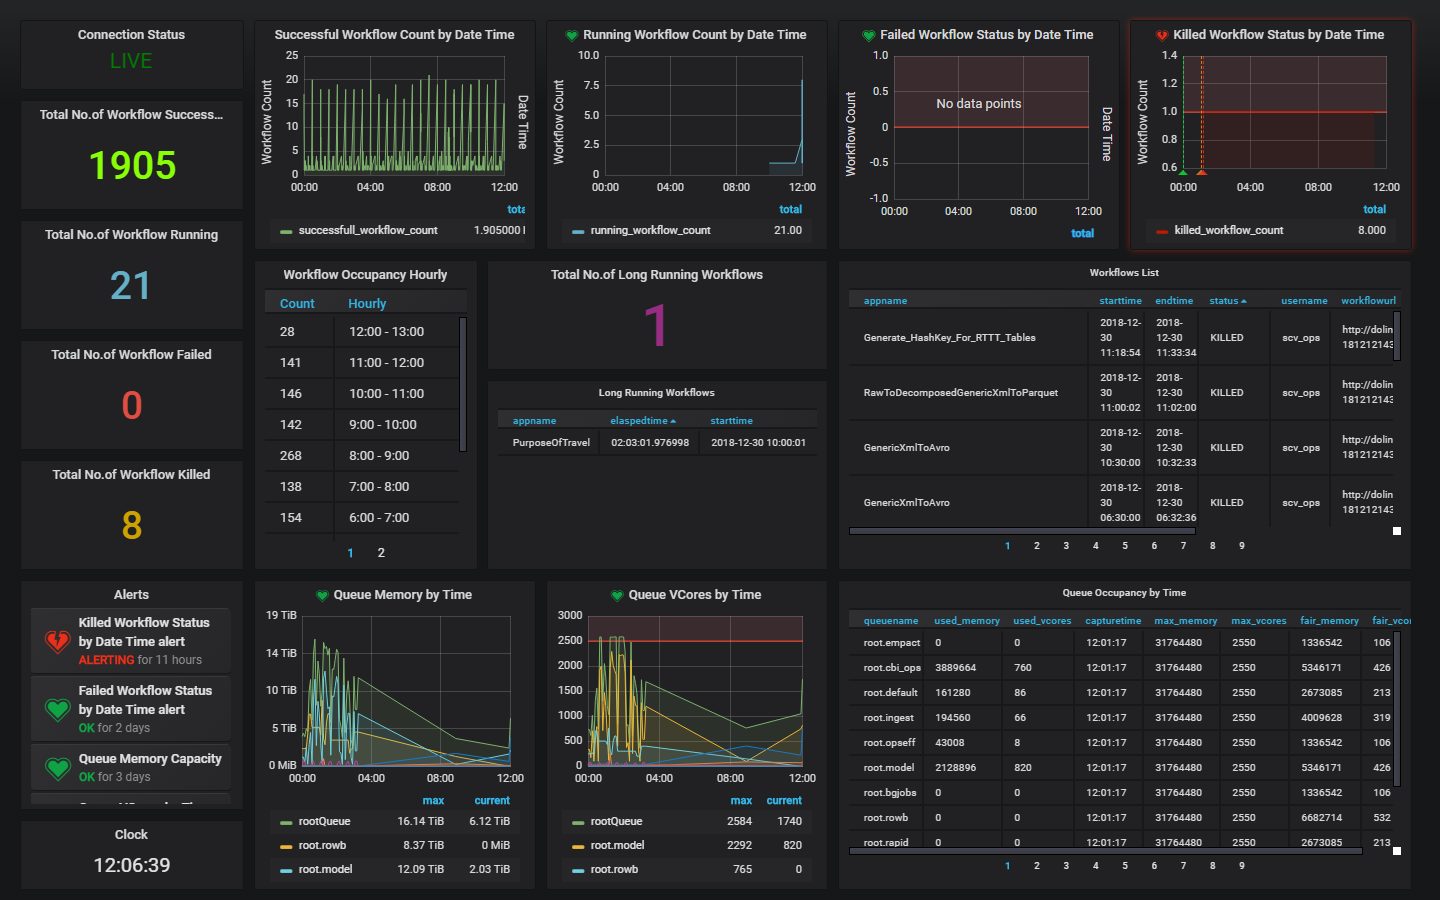 Connection Status
LIVE
Total No.of Workflow Success...
1905
Total No.of Workflow Running
21
Total No.of Workflow Failed
0
Total No.of Workflow Killed
8
Successful Workflow Count by Date Time
Workflow Count
25
20
15
10
5
0
00:00 04:00 08:00 12:00
Date Time
tota
successfull_workflow_count 1.905000
Running Workflow Count by Date Time
Workflow Count
10.0
7.5
5.0
2.5
0
00:00 04:00 08:00 12:00
total
running_workflow_count 21.00
Failed Workflow Status by Date Time
Workflow Count
1.0
0.5
0
-0.5
-1.0
No data points
00:00 04:00 08:00 12:00
Date Time
total
Killed Workflow Status by Date Time
Workflow Count
1.4
1.2
1.0
0.8
0.6
00:00 04:00 08:00 12:00
total
killed_workflow_count 8.000
Workflow Occupancy Hourly
Count Hourly
28 12:00 - 13:00
141 11:00 - 12:00
146 10:00 - 11:00
142 9:00 - 10:00
268 8:00 - 9:00
138 7:00 - 8:00
154 6:00 - 7:00
1 2
Total No.of Long Running Workflows
1
Long Running Workflows
appname elaspedtime starttime
PurposeOfTravel 02:03:01.976998 2018-12-30 10:00:01
Workflows List
appname starttime endtime status username workflowurl
Generate_HashKey_For_RTTT_Tables 2018-12-30 11:18:54 2018-12-30 11:33:34 KILLED scv_ops http://dolin 181212143
RawToDecomposedGenericXmlToParquet 2018-12-30 11:00:02 2018-12-30 11:02:00 KILLED scv_ops http://dolin 181212143
GenericXmlToAvro 2018-12-30 10:30:00 2018-12-30 10:32:33 KILLED scv_ops http://dolin 181212143
GenericXmlToAvro 2018-12-30 06:30:00 2018-12-30 06:32:36 KILLED scv_ops http://dolin 181212143
1 2 3 4 5 6 7 8 9
Alerts
Killed Workflow Status
by Date Time alert
ALERTING for 11 hours
Failed Workflow Status
by Date Time alert
OK for 2 days
Queue Memory Capacity
OK for 3 days
Clock
12:06:39
Queue Memory by Time
19 TiB
14 TiB
10 TiB
5 TiB
0 MiB
00:00 04:00 08:00 12:00
max current
rootQueue 16.14 TiB 6.12 TiB
root.rowb 8.37 TiB 0 MiB
root.model 12.09 TiB 2.03 TiB
Queue VCores by Time
3000
2500
2000
1500
1000
500
0
00:00 04:00 08:00 12:00
max current
rootQueue 2584 1740
root.model 2292 820
root.rowb 765 0
Queue Occupancy by Time
queuename used_memory used_vcores capturetime max_memory max_vcores fair_memory fair_vcor
root.empact 0 0 12:01:17 31764480 2550 1336542 106
root.cbi_ops 3889664 760 12:01:17 31764480 2550 5346171 426
root.default 161280 86 12:01:17 31764480 2550 2673085 213
root.ingest 194560 66 12:01:17 31764480 2550 4009628 319
root.opseff 43008 8 12:01:17 31764480 2550 1336542 106
root.model 2128896 820 12:01:17 31764480 2550 5346171 426
root.bgjobs 0 0 12:01:17 31764480 2550 1336542 106
root.rowb 0 0 12:01:17 31764480 2550 6682714 532
root.rapid 0 0 12:01:17 31764480 2550 2673085 213
1 2 3 4 5 6 7 8 9